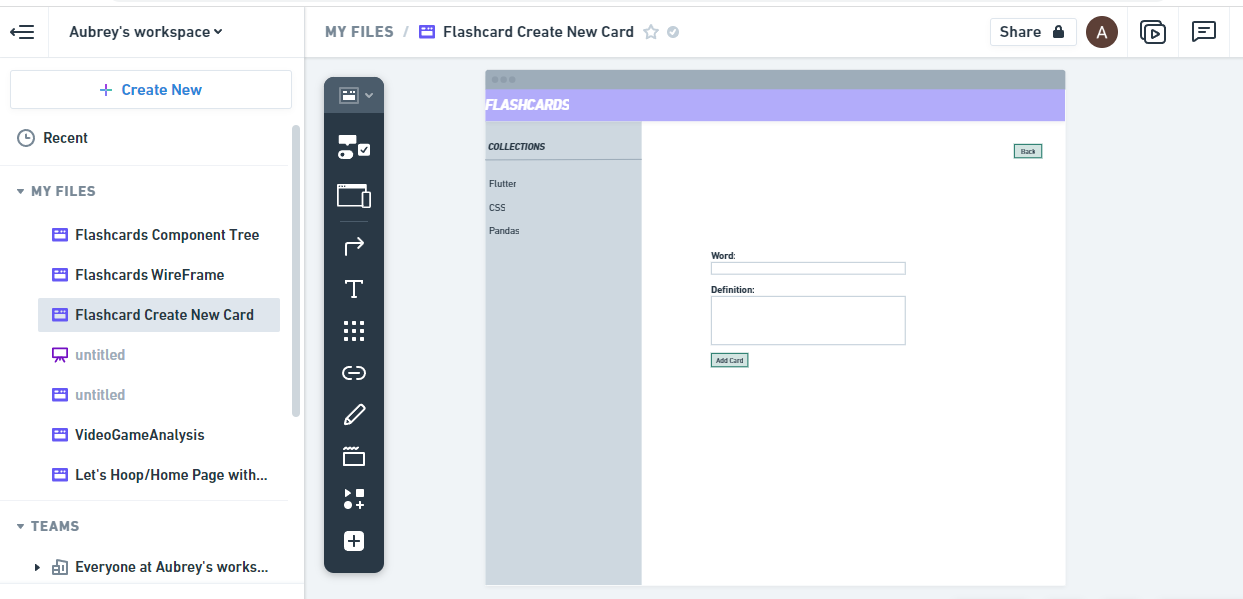 Aubrey's workspace
MY FILES / Flashcard Create New Card
Share
A
Create New
Recent
MY FILES
Flashcards Component Tree
Flashcards WireFrame
Flashcard Create New Card
untitled
untitled
VideoGameAnalysis
Let's Hoop/Home Page with...
TEAMS
Everyone at Aubrey's works...
FLASHCARDS
COLLECTIONS
Flutter
CSS
Pandas
Back
Word:
Definition:
Add Card